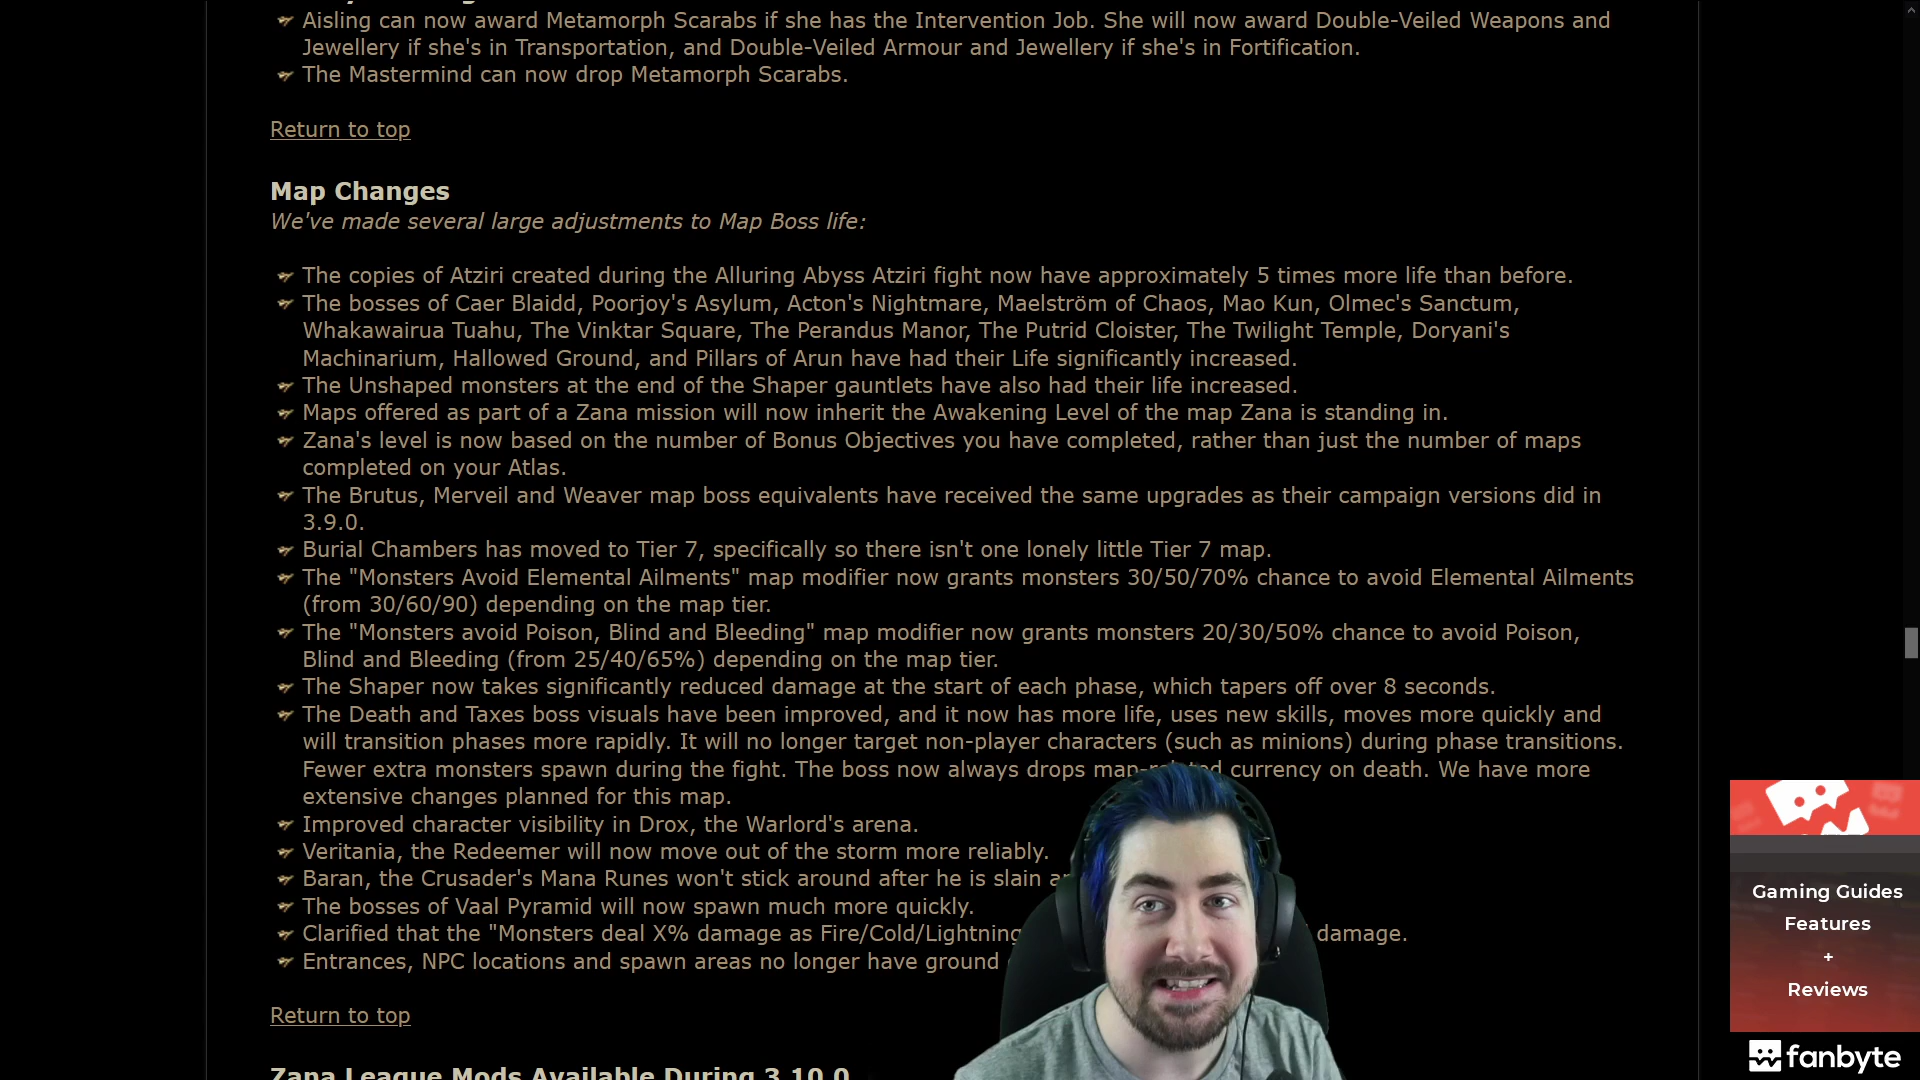 Aisling can now award Metamorph Scarabs if she has the Intervention Job. She will now award Double-Veiled Weapons and
Jewellery if she's in Transportation, and Double-Veiled Armour and Jewellery if she's in Fortification.
The Mastermind can now drop Metamorph Scarabs.
Return to top
Map Changes
We've made several large adjustments to Map Boss life:
The copies of Atziri created during the Alluring Abyss Atziri fight now have approximately 5 times more life than before.
The bosses of Caer Blaidd, Poorjoy's Asylum, Acton's Nightmare, Maelström of Chaos, Mao Kun, Olmec's Sanctum,
Whakawairua Tuahu, The Vinktar Square, The Perandus Manor, The Putrid Cloister, The Twilight Temple, Doryani's
Machinarium, Hallowed Ground, and Pillars of Arun have had their Life significantly increased.
The Unshaped monsters at the end of the Shaper gauntlets have also had their life increased.
Maps offered as part of a Zana mission will now inherit the Awakening Level of the map Zana is standing in.
Zana's level is now based on the number of Bonus Objectives you have completed, rather than just the number of maps
completed on your Atlas.
The Brutus, Merveil and Weaver map boss equivalents have received the same upgrades as their campaign versions did in
3.9.0.
Burial Chambers has moved to Tier 7, specifically so there isn't one lonely little Tier 7 map.
The "Monsters Avoid Elemental Ailments" map modifier now grants monsters 30/50/70% chance to avoid Elemental Ailments
(from 30/60/90) depending on the map tier.
The "Monsters avoid Poison, Blind and Bleeding" map modifier now grants monsters 20/30/50% chance to avoid Poison,
Blind and Bleeding (from 25/40/65%) depending on the map tier.
The Shaper now takes significantly reduced damage at the start of each phase, which tapers off over 8 seconds.
The Death and Taxes boss visuals have been improved, and it now has more life, uses new skills, moves more quickly and
will transition phases more rapidly. It will no longer target non-player characters (such as minions) during phase transitions.
Fewer extra monsters spawn during the fight. The boss now always drops map-related currency on death. We have more
extensive changes planned for this map.
Improved character visibility in Drox, the Warlord's arena.
Veritania, the Redeemer will now move out of the storm more reliably.
Baran, the Crusader's Mana Runes won't stick around after he is slain
The bosses of Vaal Pyramid will now spawn much more quickly.
Clarified that the "Monsters deal X% damage as Fire/Cold/Lightning damage.
Entrances, NPC locations and spawn areas no longer have ground
Return to top
Zana League Mods Available During 3.10.0
Gaming Guides
Features
+
Reviews
fanbyte